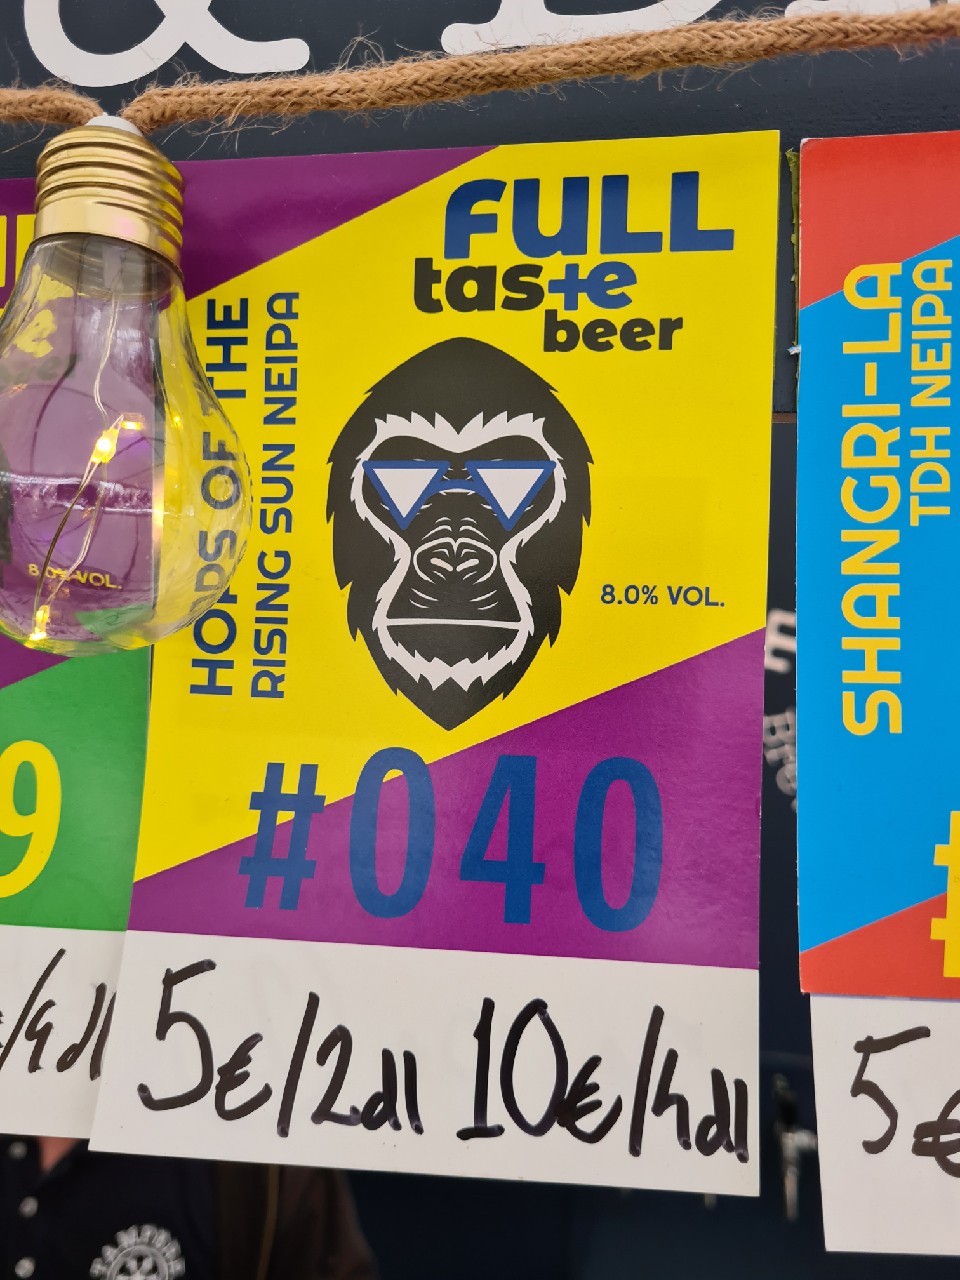 FULL
taste
beer
HOPS OF THE
RISING SUN NEIPA
8.0% VOL.
#040
5€/2dl 10€/4dl
8.0% VOL.
9
/4dl
SHANGRI-LA
TDH NEIPA
5€